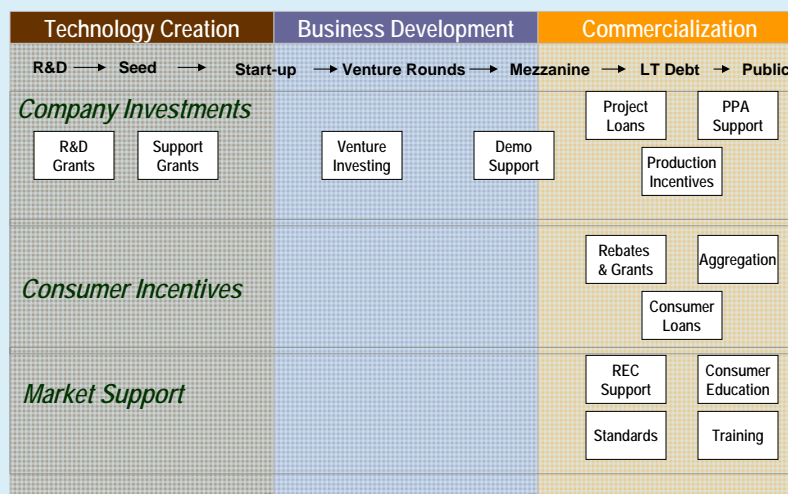 Technology Creation
Business Development
Commercialization
R&D
Seed
Start-up
Venture Rounds
Mezzanine
LT Debt
Public
Company Investments
R&D
Grants
Support
Grants
Venture
Investing
Demo
Support
Project
Loans
PPA
Support
Production
Incentives
Consumer Incentives
Rebates
& Grants
Aggregation
Consumer
Loans
Market Support
REC
Support
Consumer
Education
Standards
Training